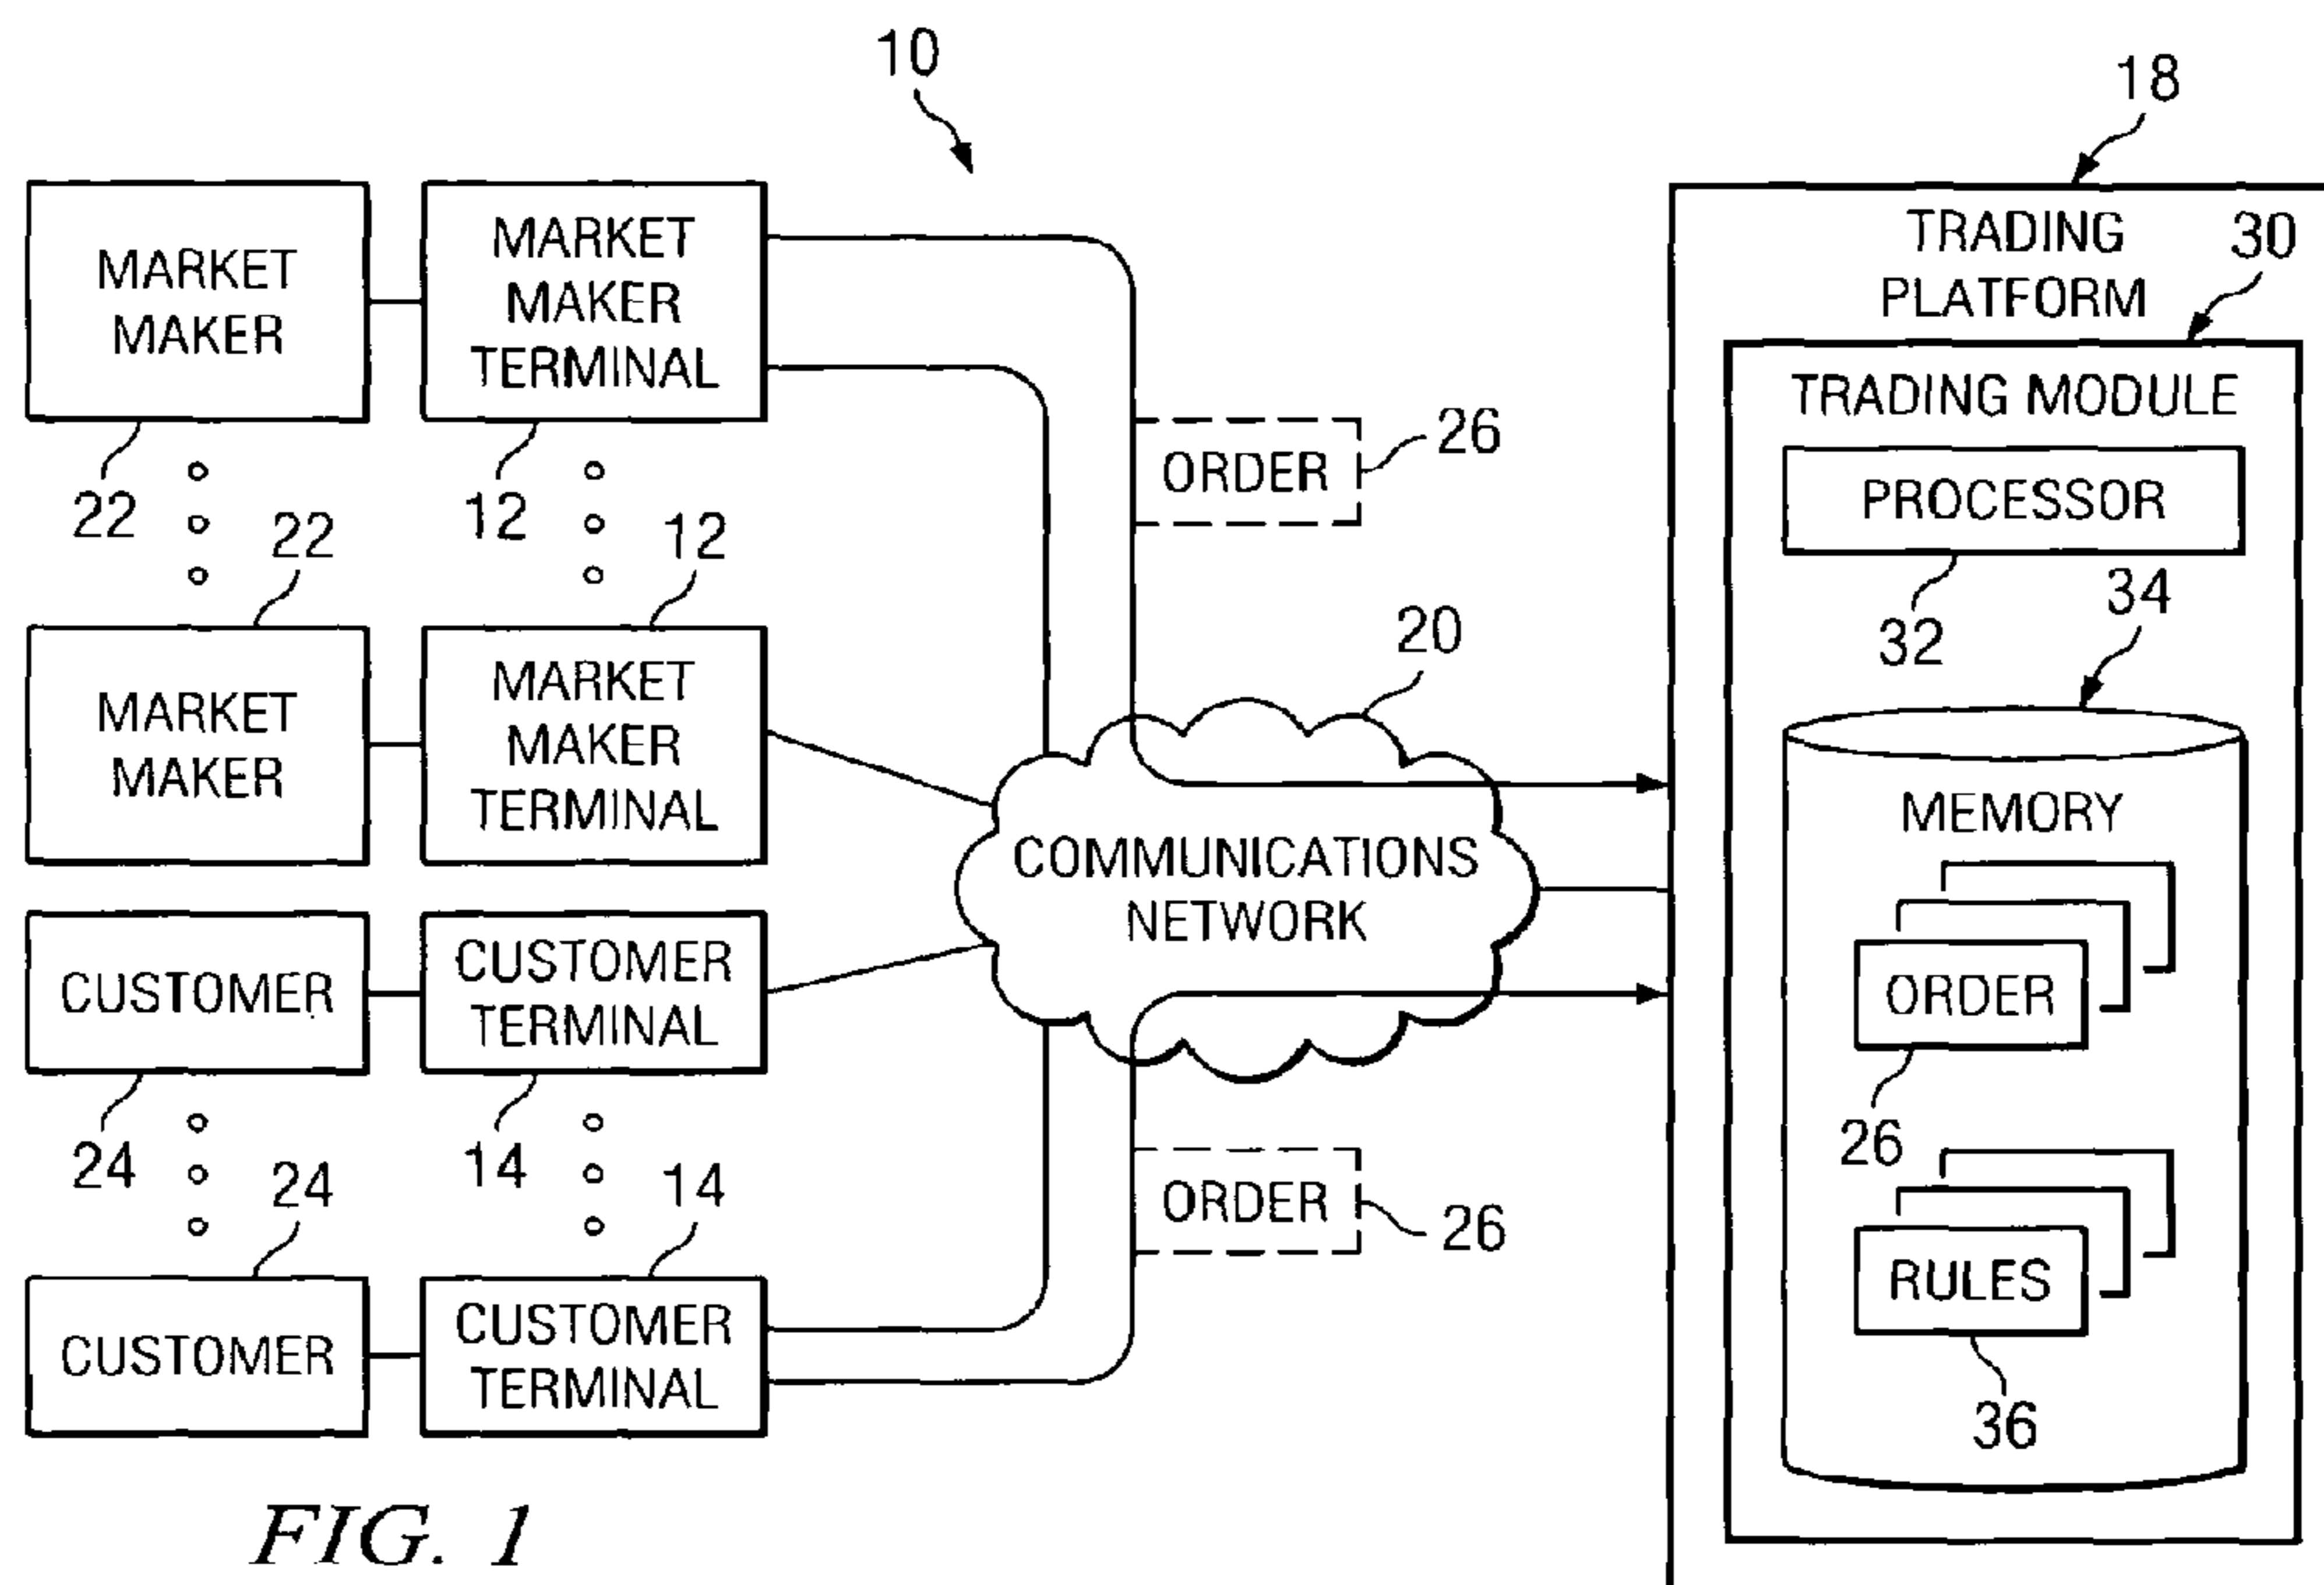 10
18
TRADING
PLATFORM
30
MARKET
MAKER
MARKET
MAKER
TERMINAL
TRADING MODULE
22
12
ORDER
26
PROCESSOR
32
34
22
12
20
MARKET
MAKER
MARKET
MAKER
TERMINAL
COMMUNICATIONS
NETWORK
MEMORY
ORDER
26
CUSTOMER
CUSTOMER
TERMINAL
24
14
24
14
ORDER
26
RULES
36
CUSTOMER
CUSTOMER
TERMINAL
FIG. 1